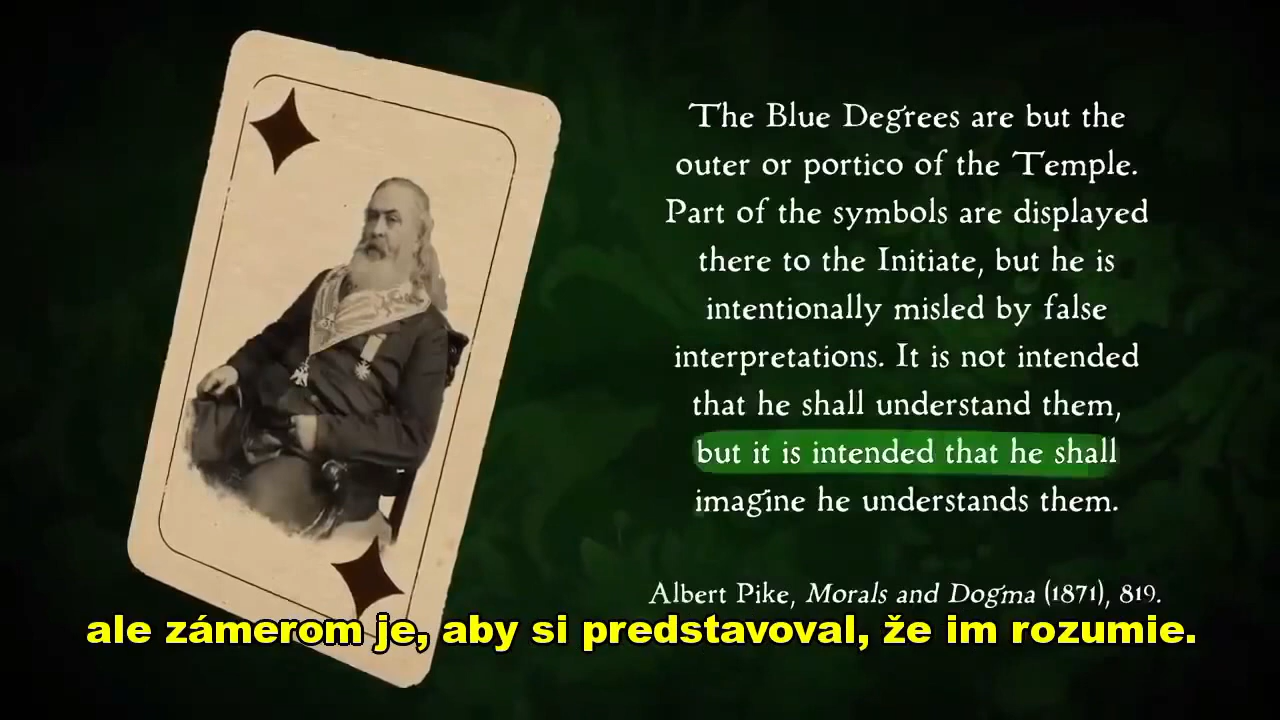 The Blue Degrees are but the
outer or portico of the Temple.
Part of the symbols are displayed
there to the Initiate, but he is
intentionally misled by false
interpretations. It is not intended
that he shall understand them,
but it is intended that he shall
imagine he understands them.
Albert Pike, Morals and Dogma (1871), 819.
ale zámerom je, aby si predstavoval, že im rozumie.